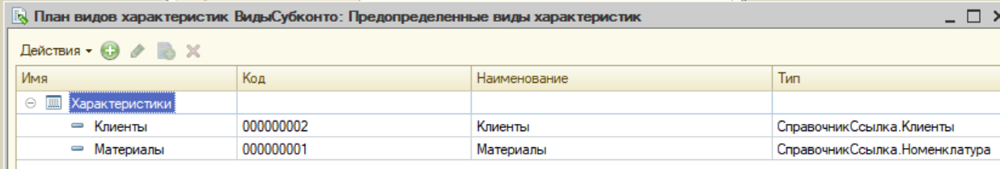 План видов характеристик ВидыСубконто: Предопределенные виды характеристик
Действия
Имя Код Наименование Тип
Характеристики
Клиенты 000000002 Клиенты СправочникСсылка.Клиенты
Материалы 000000001 Материалы СправочникСсылка.Номенклатура